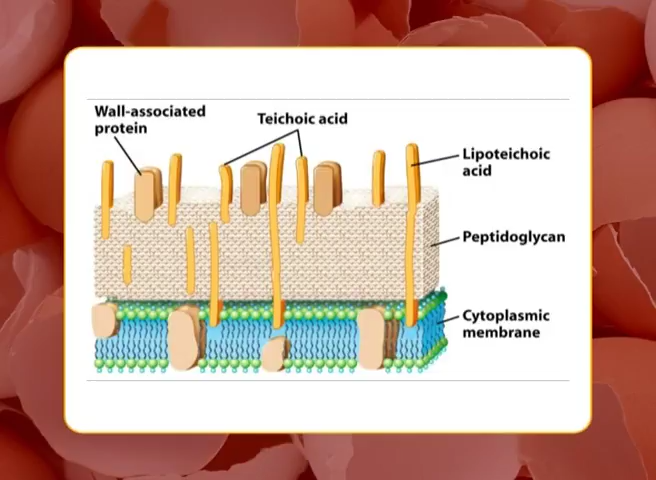 Wall-associated
protein
Teichoic acid
Lipoteichoic
acid
Peptidoglycan
Cytoplasmic
membrane